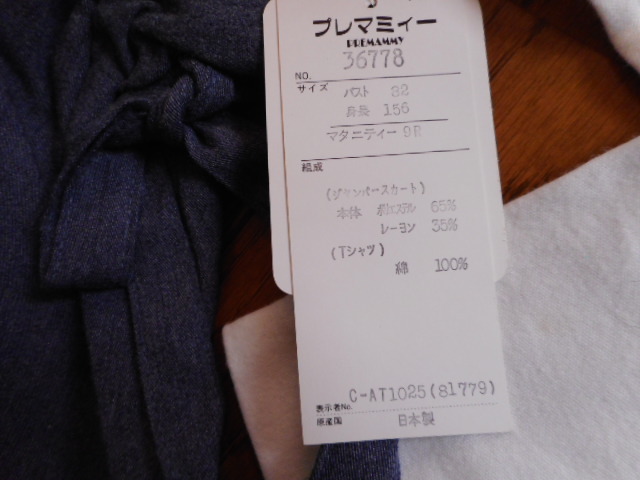 プレマミィー
PREMAMMY
NO. 36778
サイズ バスト 82
身長 156
マタニティー 9R
組成
(ジャンパースカート)
本体 ポリエステル 65%
レーヨン 35%
(Tシャツ)
綿 100%
表示者No. C-AT1025(81779)
原産国 日本製